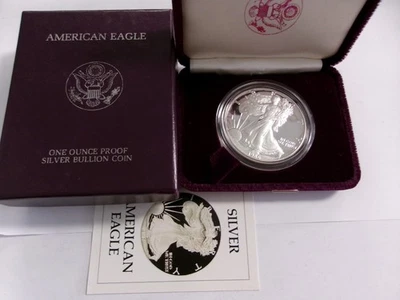 AMERICAN EAGLE
ONE OUNCE PROOF
SILVER BULLION COIN
SILVER
AMERICAN
EAGLE